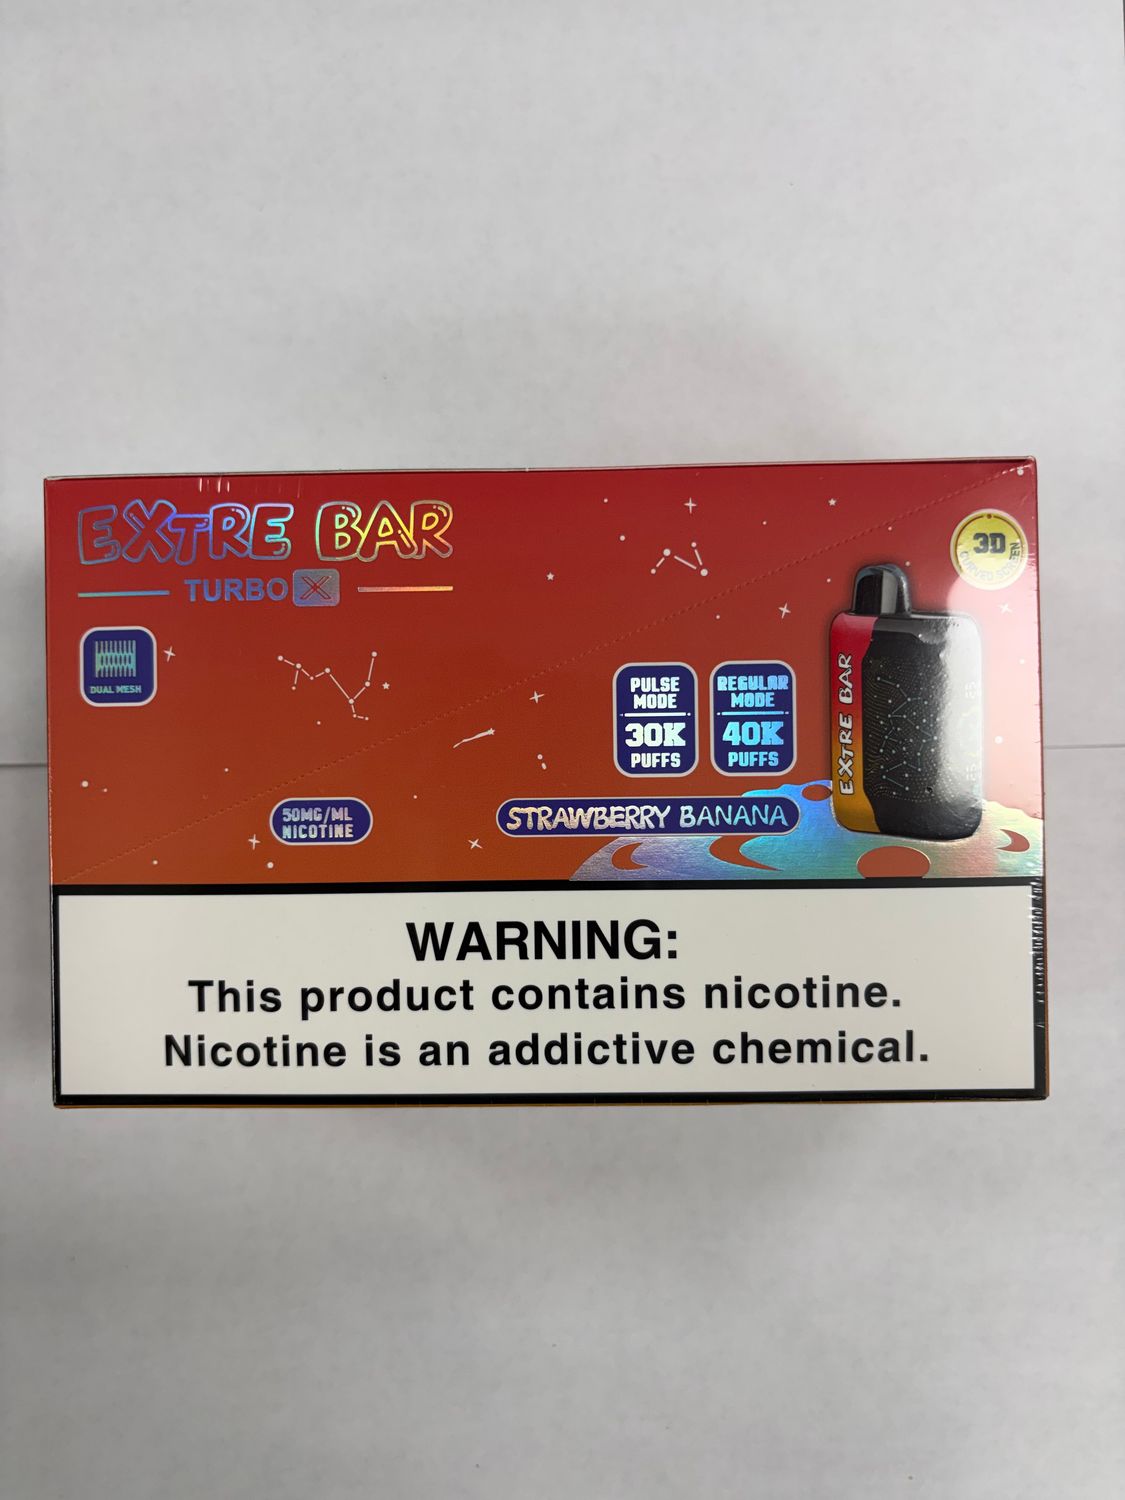 EXTRE BAR
TURBO X
3D
CURVED SCREEN
DUAL MESH
PULSE
MODE
30K
PUFFS
REGULAR
MODE
40K
PUFFS
EXTRE BAR
50MG/ML
NICOTINE
STRAWBERRY BANANA
WARNING:
This product contains nicotine.
Nicotine is an addictive chemical.